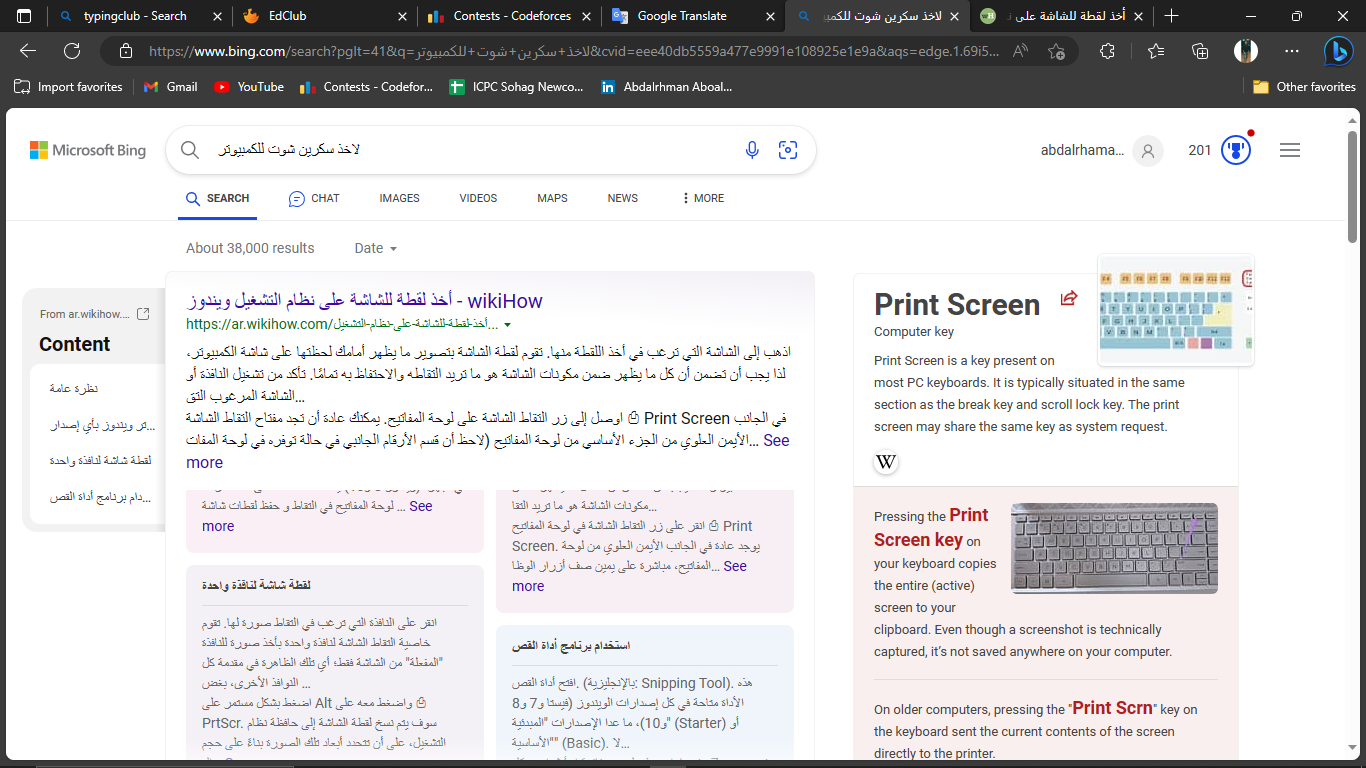 typingclub - Search
EdClub
Contests - Codeforces
Google Translate
لاخذ سكرين شوت للكمبي
أخذ لقطة للشاشة على
https://www.bing.com/search?pglt=41&q=لاخذ+سكرين+شوت+للكمبيوتر&cvid=eee40db5559a477e9991e108925e1e9a&aqs=edge.1.69i5...
Import favorites
Gmail
YouTube
Contests - Codefor...
ICPC Sohag Newco...
Abdalrhman Aboal...
Other favorites
Microsoft Bing
لاخذ سكرين شوت للكمبيوتر
abdalrhama...
201
SEARCH
CHAT
IMAGES
VIDEOS
MAPS
NEWS
MORE
About 38,000 results
Date
From ar.wikihow....
Content
نظرة عامة
تر ويندوز بأي إصدار...
لقطة شاشة لنافذة واحدة
دام برنامج أداة القص...
أخذ لقطة للشاشة على نظام التشغيل ويندوز - wikiHow
https://ar.wikihow.com/أخذ-لقطة-للشاشة-على-نظام-التشغيل...
اذهب إلى الشاشة التي ترغب في أخذ اللقطة منها. تقوم لقطة الشاشة بتصوير ما يظهر أمامك لحظتها على شاشة الكمبيوتر،
لذا يجب أن تضمن أن كل ما يظهر ضمن مكونات الشاشة هو ما تريد التقاطه والاحتفاظ به تمامًا. تأكد من تشغيل النافذة أو
الشاشة المرغوب التق...
اوصل إلى زر التقاط الشاشة على لوحة المفاتيح. يمكنك عادة أن تجد مفتاح التقاط الشاشة ⎙ Print Screen في الجانب
الأيمن العلوي من الجزء الأساسي من لوحة المفاتيح (لاحظ أن قسم الأرقام الجانبي في حالة توفره في لوحة المفات... See
more
لوحة المفاتيح في التقاط و حفظ لقطات شاشة ... See
more
مكونات الشاشة هو ما تريد التقا...
انقر على زر التقاط الشاشة في لوحة المفاتيح ⎙ Print
Screen. يوجد عادة في الجانب الأيمن العلوي من لوحة
المفاتيح، مباشرة على يمين صف أزرار الوظا... See
more
لقطة شاشة لنافذة واحدة
انقر على النافذة التي ترغب في التقاط صورة لها. تقوم
خاصية التقاط الشاشة لنافذة واحدة بأخذ صورة للنافذة
"المفعلة" من الشاشة فقط؛ أي تلك الظاهرة في مقدمة كل
النوافذ الأخرى، بغض ...
اضغط بشكل مستمر على Alt واضغط معه على ⎙
PrtScr. سوف يتم نسخ لقطة الشاشة إلى حافظة نظام
التشغيل، على أن تتحدد أبعاد تلك الصورة بناءً على حجم
استخدام برنامج أداة القص
افتح أداة القص. (بالإنجليزية: Snipping Tool). هذه
الأداة متاحة في كل إصدارات الويندوز (فيستا و7 و8
و10)، ما عدا الإصدارات "المبدئية" (Starter) أو
"الأساسية" (Basic). لا...
Print Screen
Computer key
Print Screen is a key present on
most PC keyboards. It is typically situated in the same
section as the break key and scroll lock key. The print
screen may share the same key as system request.
W
Pressing the Print
Screen key on
your keyboard copies
the entire (active)
screen to your
clipboard. Even though a screenshot is technically
captured, it's not saved anywhere on your computer.
On older computers, pressing the "Print Scrn" key on
the keyboard sent the current contents of the screen
directly to the printer.